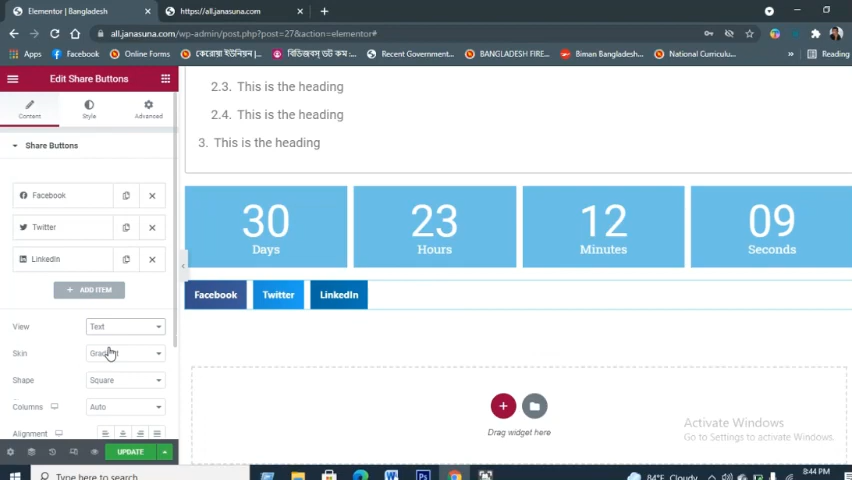 Elementor | Bangladesh
https://all.janasuna.com
all.janasuna.com/wp-admin/post.php?post=27&action=elementor#
Apps
Facebook
Online Forms
কেরোয়া ইউনিয়ন |...
বিডিজবস্ ডট কম :...
Recent Government...
BANGLADESH FIRE...
Biman Bangladesh...
National Curriculu...
Reading
Edit Share Buttons
Content
Style
Advanced
Share Buttons
Facebook
Twitter
LinkedIn
+ ADD ITEM
View
Text
Skin
Gradient
Shape
Square
Columns
Auto
Alignment
UPDATE
2.3. This is the heading
2.4. This is the heading
3. This is the heading
30
Days
23
Hours
12
Minutes
09
Seconds
Facebook
Twitter
LinkedIn
Drag widget here
Activate Windows
Go to Settings to activate Windows.
Type here to search
84°F Cloudy
8:44 PM